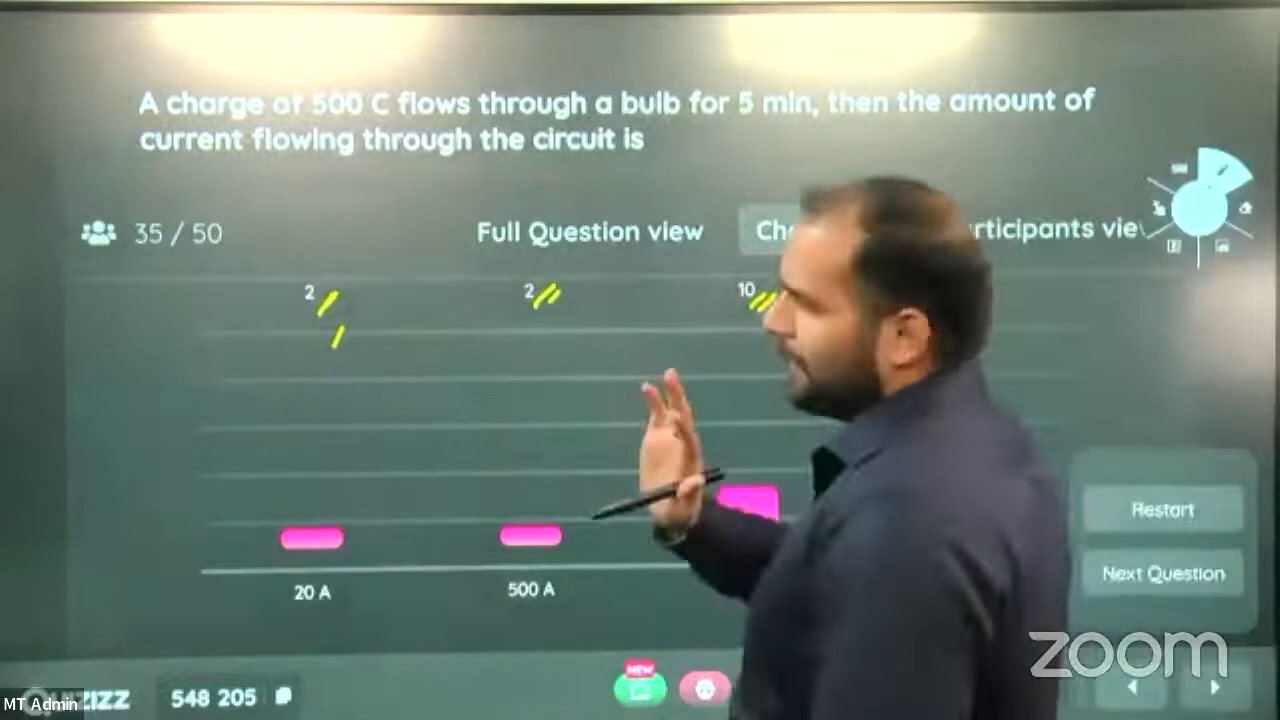 A charge of 500 C flows through a bulb for 5 min, then the amount of
current flowing through the circuit is
35 / 50
Full Question view
2
2
10
20 A
500 A
Restart
Next Question
zoom
NEW
548 205
MT Admin